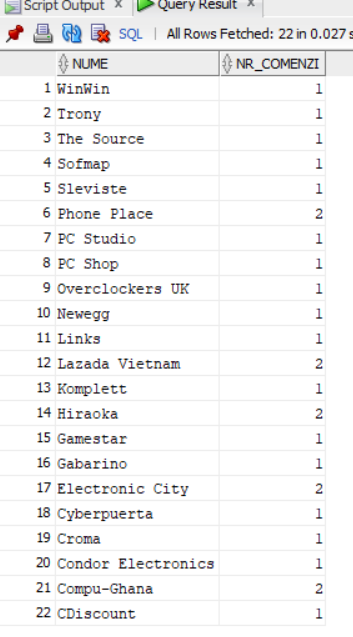 Script Output x Query Result x
SQL | All Rows Fetched: 22 in 0.027 s
NUME NR_COMENZI
1 WinWin 1
2 Trony 1
3 The Source 1
4 Sofmap 1
5 Sleviste 1
6 Phone Place 2
7 PC Studio 1
8 PC Shop 1
9 Overclockers UK 1
10 Newegg 1
11 Links 1
12 Lazada Vietnam 2
13 Komplett 1
14 Hiraoka 2
15 Gamestar 1
16 Gabarino 1
17 Electronic City 2
18 Cyberpuerta 1
19 Croma 1
20 Condor Electronics 1
21 Compu-Ghana 2
22 CDiscount 1